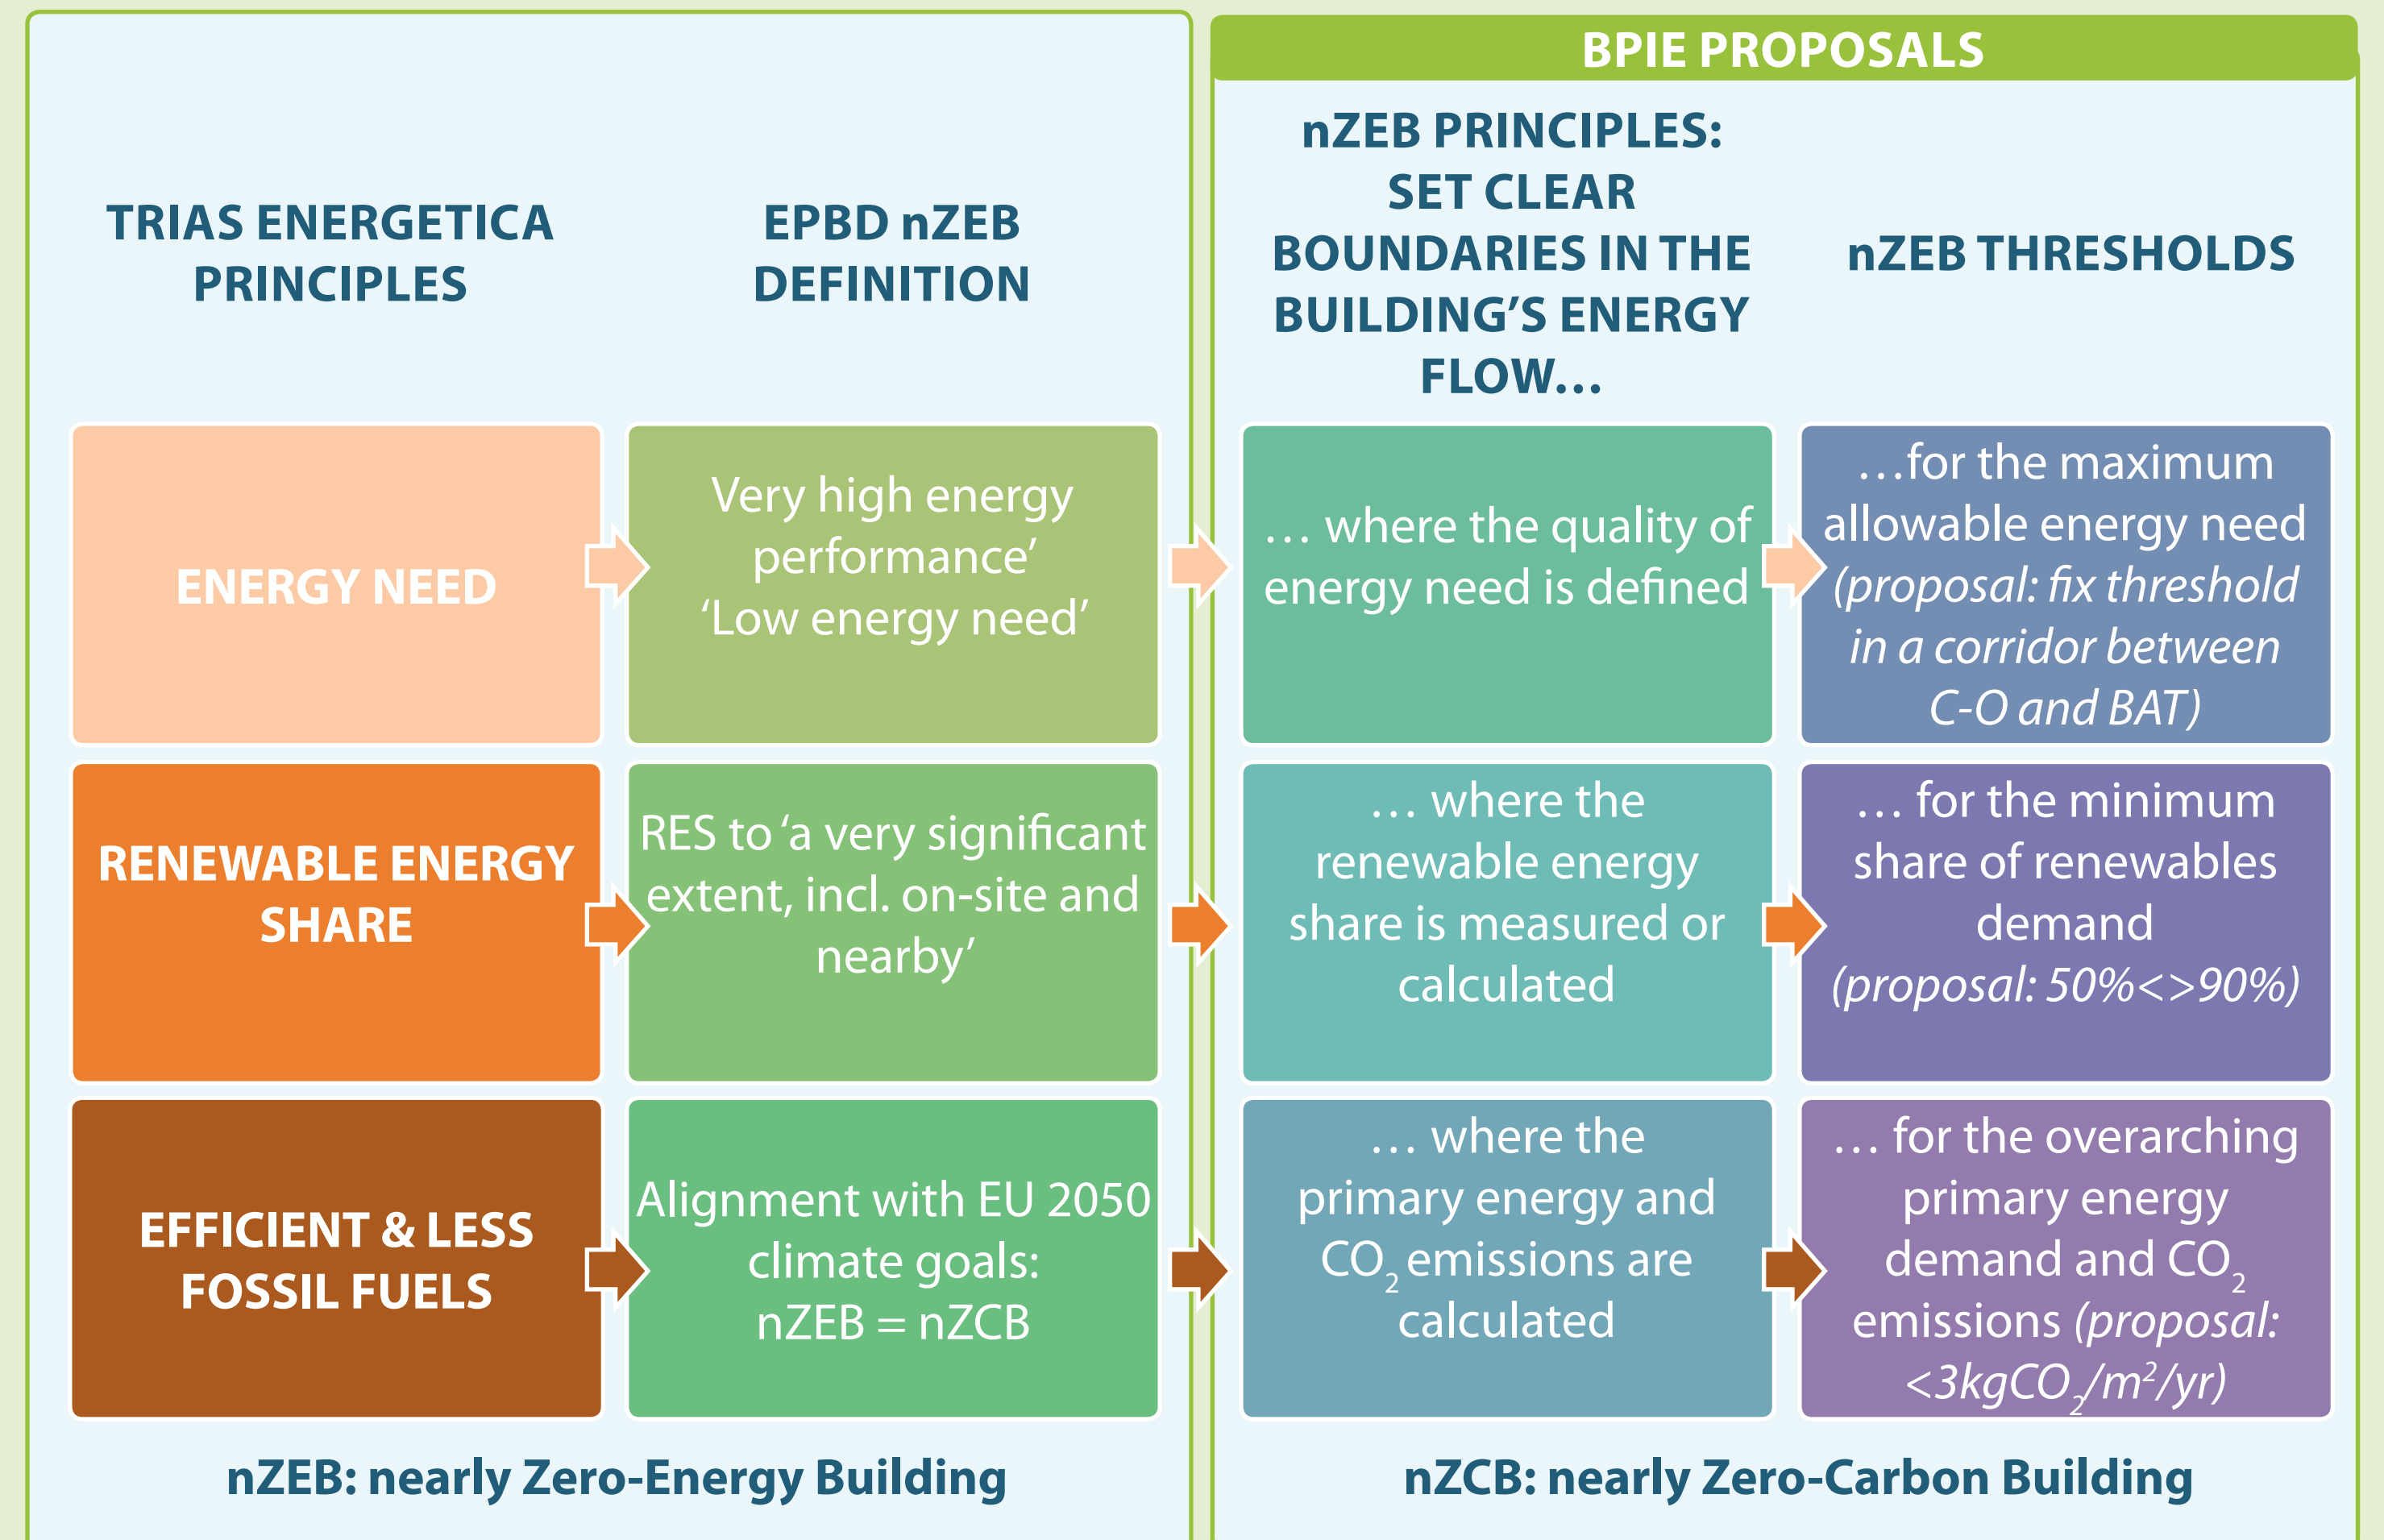 BPIE PROPOSALS
TRIAS ENERGETICA
PRINCIPLES
EPBD nZEB
DEFINITION
nZEB PRINCIPLES:
SET CLEAR
BOUNDARIES IN THE
BUILDING’S ENERGY
FLOW…
nZEB THRESHOLDS
ENERGY NEED
Very high energy
performance’
‘Low energy need’
… where the quality of
energy need is defined
…for the maximum
allowable energy need
(proposal: fix threshold
in a corridor between
C-O and BAT)
RENEWABLE ENERGY
SHARE
RES to ‘a very significant
extent, incl. on-site and
nearby’
… where the
renewable energy
share is measured or
calculated
… for the minimum
share of renewables
demand
(proposal: 50%<>90%)
EFFICIENT & LESS
FOSSIL FUELS
Alignment with EU 2050
climate goals:
nZEB = nZCB
… where the
primary energy and
CO₂ emissions are
calculated
… for the overarching
primary energy
demand and CO₂
emissions (proposal:
<3kgCO₂/m²/yr)
nZEB: nearly Zero-Energy Building
nZCB: nearly Zero-Carbon Building